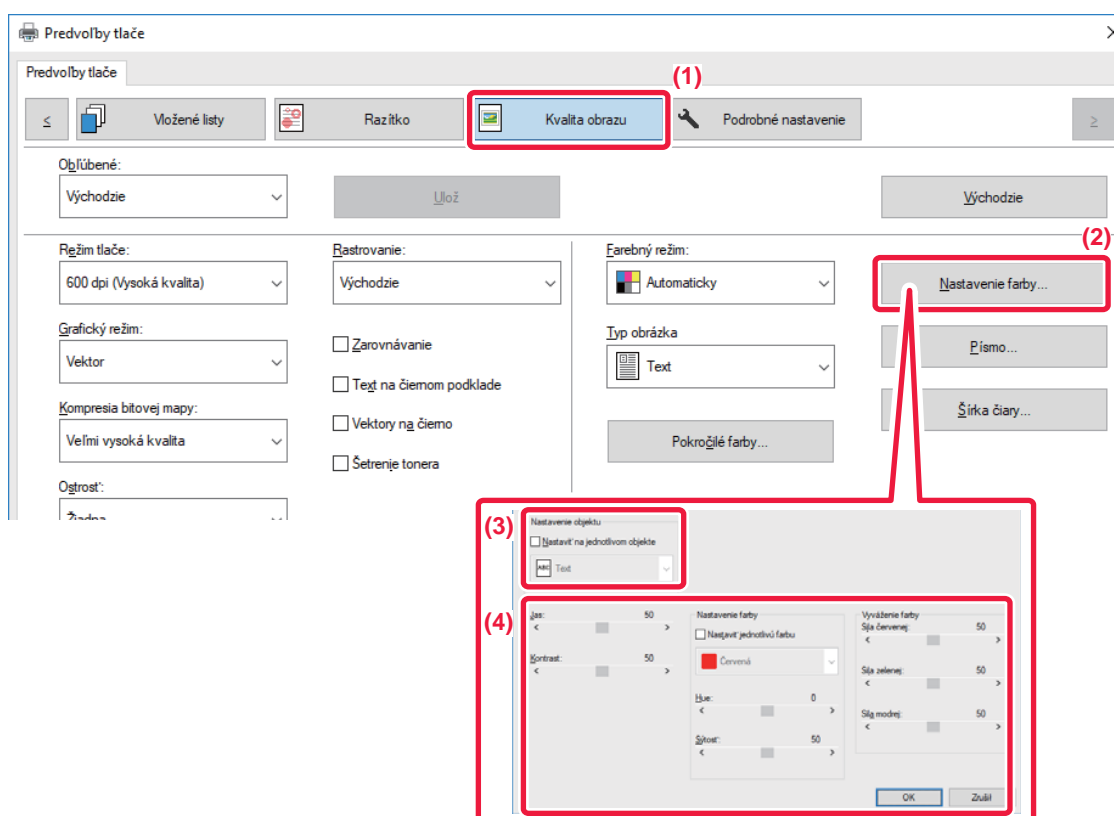 Predvoľby tlače
Predvoľby tlače
(1)
< Vložené listy Razítko Kvalita obrazu Podrobné nastavenie >
Obľúbené:
Východzie Ulož Východzie
(2)
Režim tlače: Rastrovanie: Farebný režim:
600 dpi (Vysoká kvalita) Východzie Automaticky Nastavenie farby...
Grafický režim: Zarovnávanie Typ obrázka
Vektor Text Písmo...
Text na čiernom podklade
Kompresia bitovej mapy: Šírka čiary...
Veľmi vysoká kvalita Vektory na čierno Pokročilé farby...
Šetrenie tonera
Ostrosť:
Žiadna
(3) Nastavenie objektu
Nastaviť na jednotlivom objekte
ABC Text
(4) Jas: 50 Nastavenie farby Vyváženie farby
< > Nastaviť jednotlivú farbu Sila červenej: 50
< >
Kontrast: 50 Červená
< > Sila zelenej: 50
< >
Hue: 0
< > Sila modrej: 50
< >
Sýtosť: 50
< >
OK Zrušiť